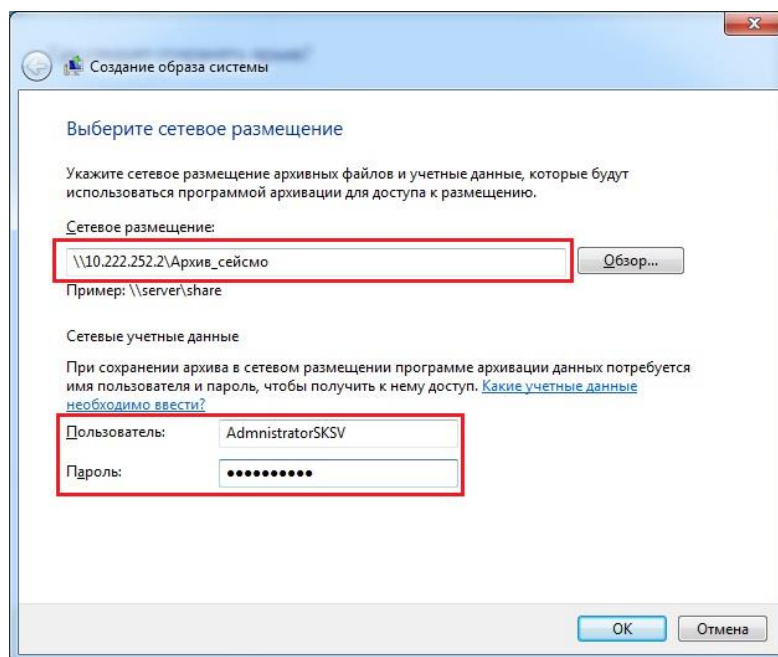 Создание образа системы
Выберите сетевое размещение
Укажите сетевое размещение архивных файлов и учетные данные, которые будут
использоваться программой архивации для доступа к размещению.
Сетевое размещение:
\\10.222.252.2\Архив_сейсмо
Обзор...
Пример: \\server\share
Сетевые учетные данные
При сохранении архива в сетевом размещении программе архивации данных потребуется
имя пользователя и пароль, чтобы получить к нему доступ. Какие учетные данные
необходимо ввести?
Пользователь: AdmnistratorSKSV
Пароль: ●●●●●●●●●●
ОК Отмена